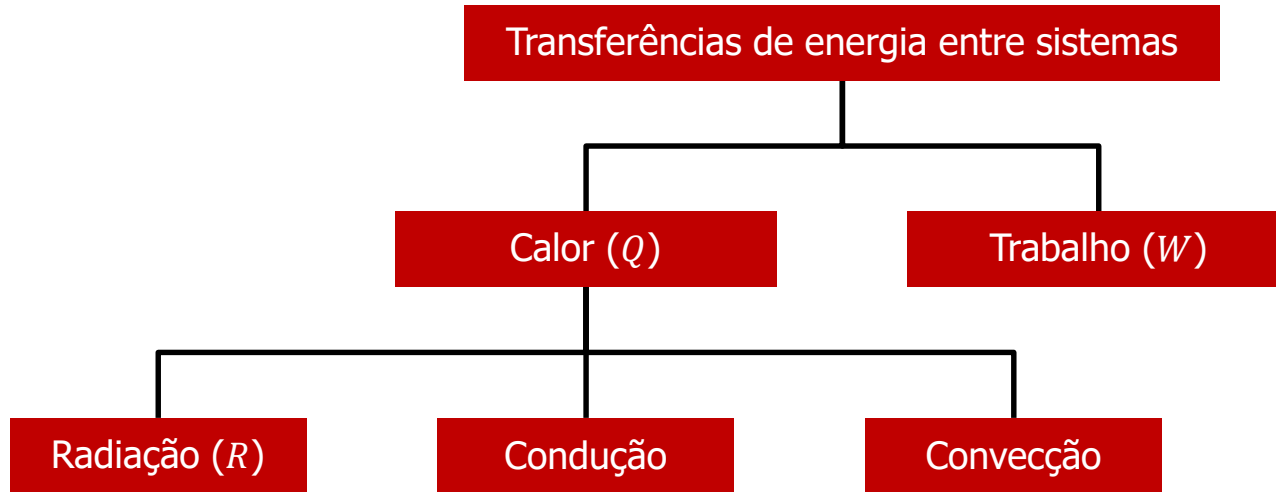 Transferências de energia entre sistemas
Calor (Q)
Trabalho (W)
Radiação (R)
Condução
Convecção